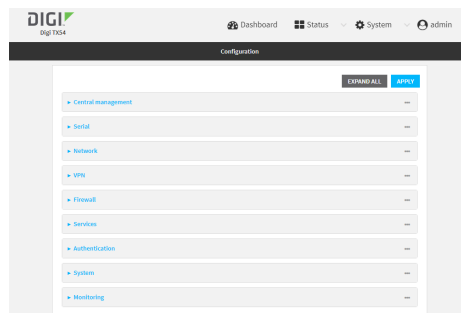 DIGI
Digi TX54
Dashboard Status System admin
Configuration
EXPAND ALL APPLY
Central management
Serial
Network
VPN
Firewall
Services
Authentication
System
Monitoring